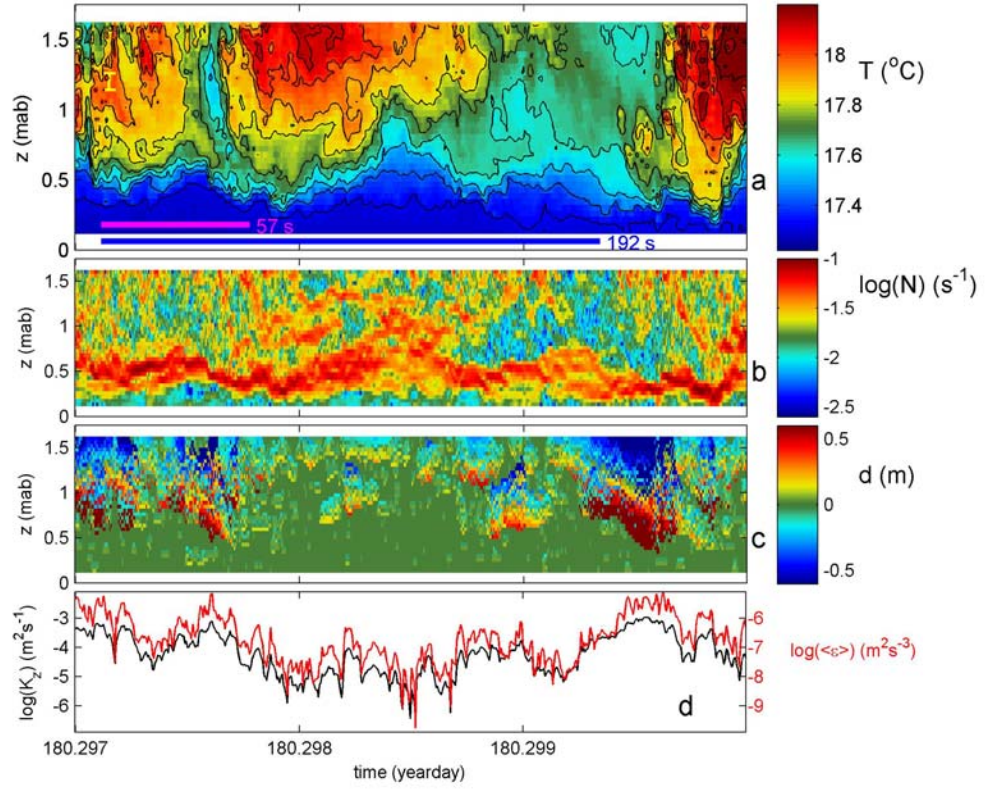 1.5
1
0.5
0
z (mab)
57 s
192 s
a
18
17.8
17.6
17.4
T (°C)
1.5
1
0.5
0
z (mab)
b
-1
-1.5
-2
-2.5
log(N) (s⁻¹)
1.5
1
0.5
0
z (mab)
c
0.5
0
-0.5
d (m)
-3
-4
-5
-6
log(K_z) (m²s⁻¹)
d
-6
-7
-8
-9
log(<ε>) (m²s⁻³)
180.297
180.298
180.299
time (yearday)